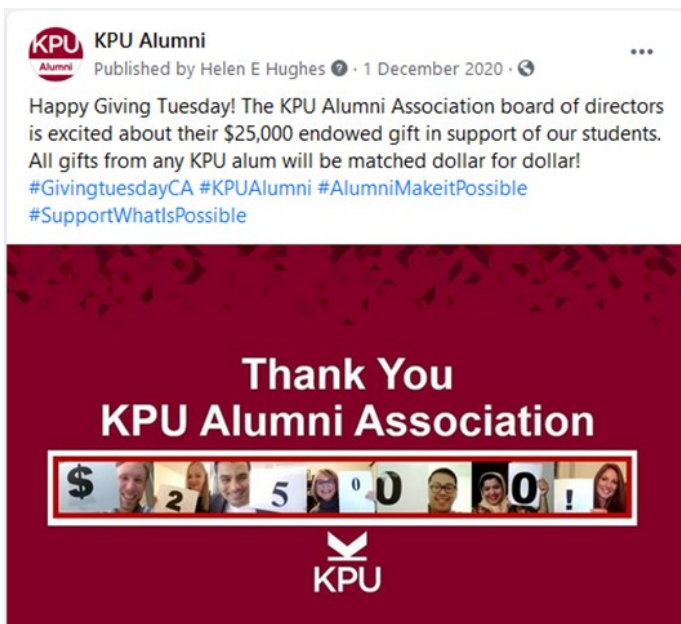 KPU
Alumni
KPU Alumni
Published by Helen E Hughes · 1 December 2020 ·
Happy Giving Tuesday! The KPU Alumni Association board of directors
is excited about their $25,000 endowed gift in support of our students.
All gifts from any KPU alum will be matched dollar for dollar!
#GivingtuesdayCA #KPUAlumni #AlumniMakeitPossible
#SupportWhatIsPossible
Thank You
KPU Alumni Association
$ 2 5 0 0 0 !
KPU